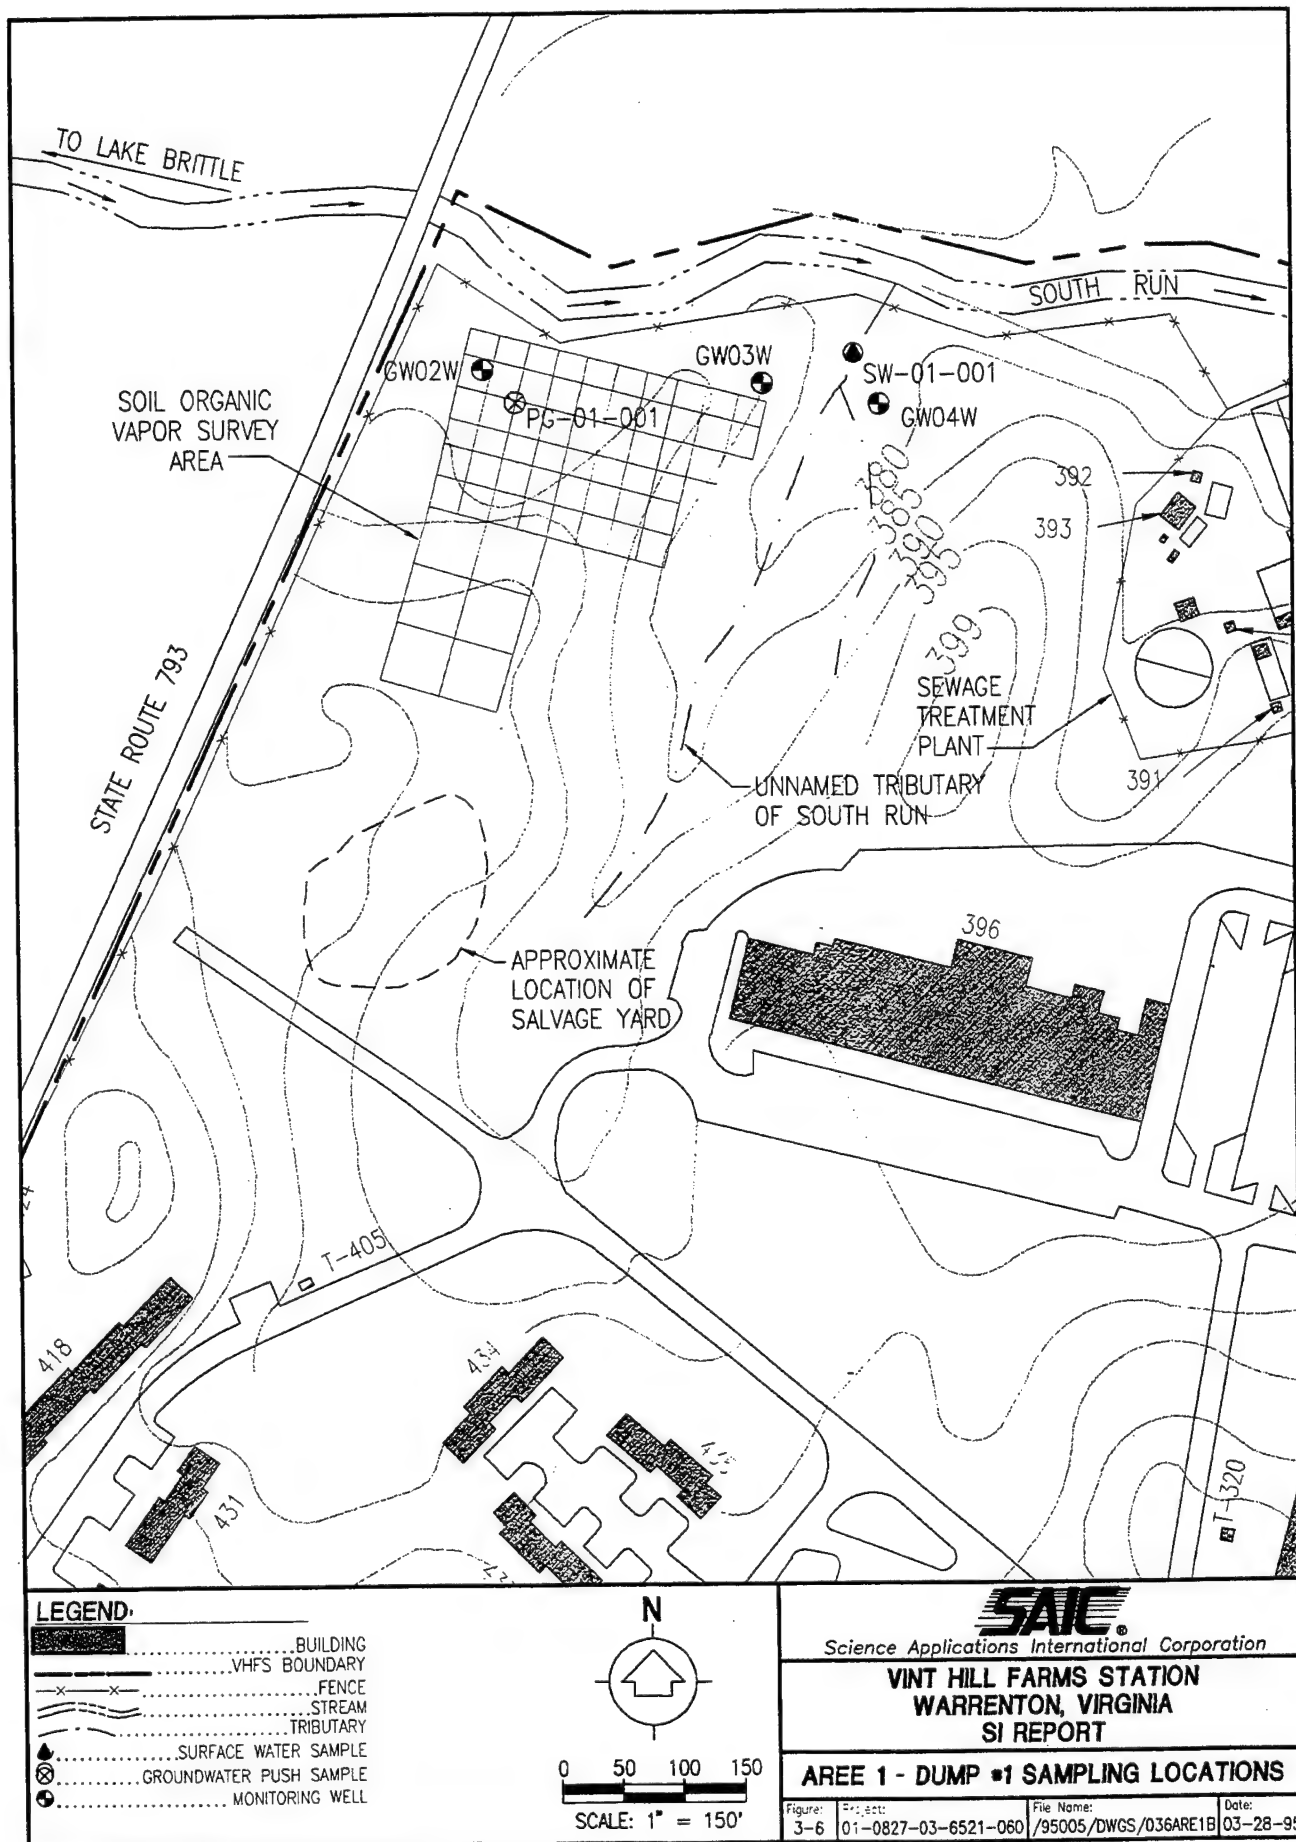 TO LAKE BRITTLE
SOUTH RUN
GW02W
GW03W
SW-01-001
GW04W
PG-01-001
SOIL ORGANIC
VAPOR SURVEY
AREA
380
385
390
395
399
392
393
SEWAGE
TREATMENT
PLANT
391
STATE ROUTE 793
UNNAMED TRIBUTARY
OF SOUTH RUN
396
APPROXIMATE
LOCATION OF
SALVAGE YARD
T-405
418
434
431
T-320
LEGEND:
BUILDING
VHFS BOUNDARY
FENCE
STREAM
TRIBUTARY
SURFACE WATER SAMPLE
GROUNDWATER PUSH SAMPLE
MONITORING WELL
N
0 50 100 150
SCALE: 1" = 150'
SAIC®
Science Applications International Corporation
VINT HILL FARMS STATION
WARRENTON, VIRGINIA
SI REPORT
AREE 1 - DUMP #1 SAMPLING LOCATIONS
Figure: 3-6
Project: 01-0827-03-6521-060
File Name: /95005/DWGS/036ARE1B
Date: 03-28-95